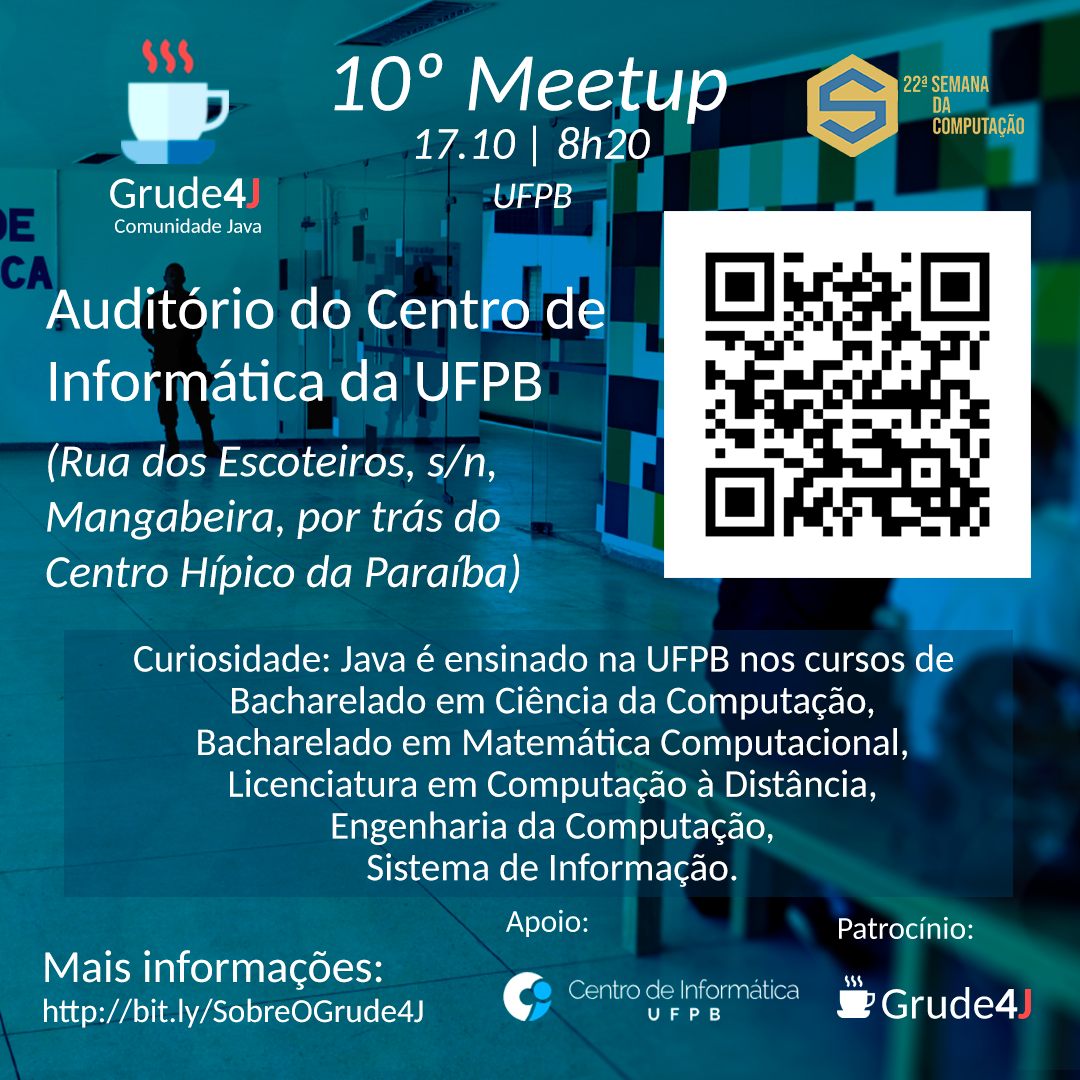 10º Meetup
17.10 | 8h20
UFPB
Grude4J
Comunidade Java
22ª SEMANA
DA
COMPUTAÇÃO
DE
CA
Auditório do Centro de
Informática da UFPB
(Rua dos Escoteiros, s/n,
Mangabeira, por trás do
Centro Hípico da Paraíba)
Curiosidade: Java é ensinado na UFPB nos cursos de
Bacharelado em Ciência da Computação,
Bacharelado em Matemática Computacional,
Licenciatura em Computação à Distância,
Engenharia da Computação,
Sistema de Informação.
Mais informações:
http://bit.ly/SobreOGrude4J
Apoio:
Centro de Informática
UFPB
Patrocínio:
Grude4J